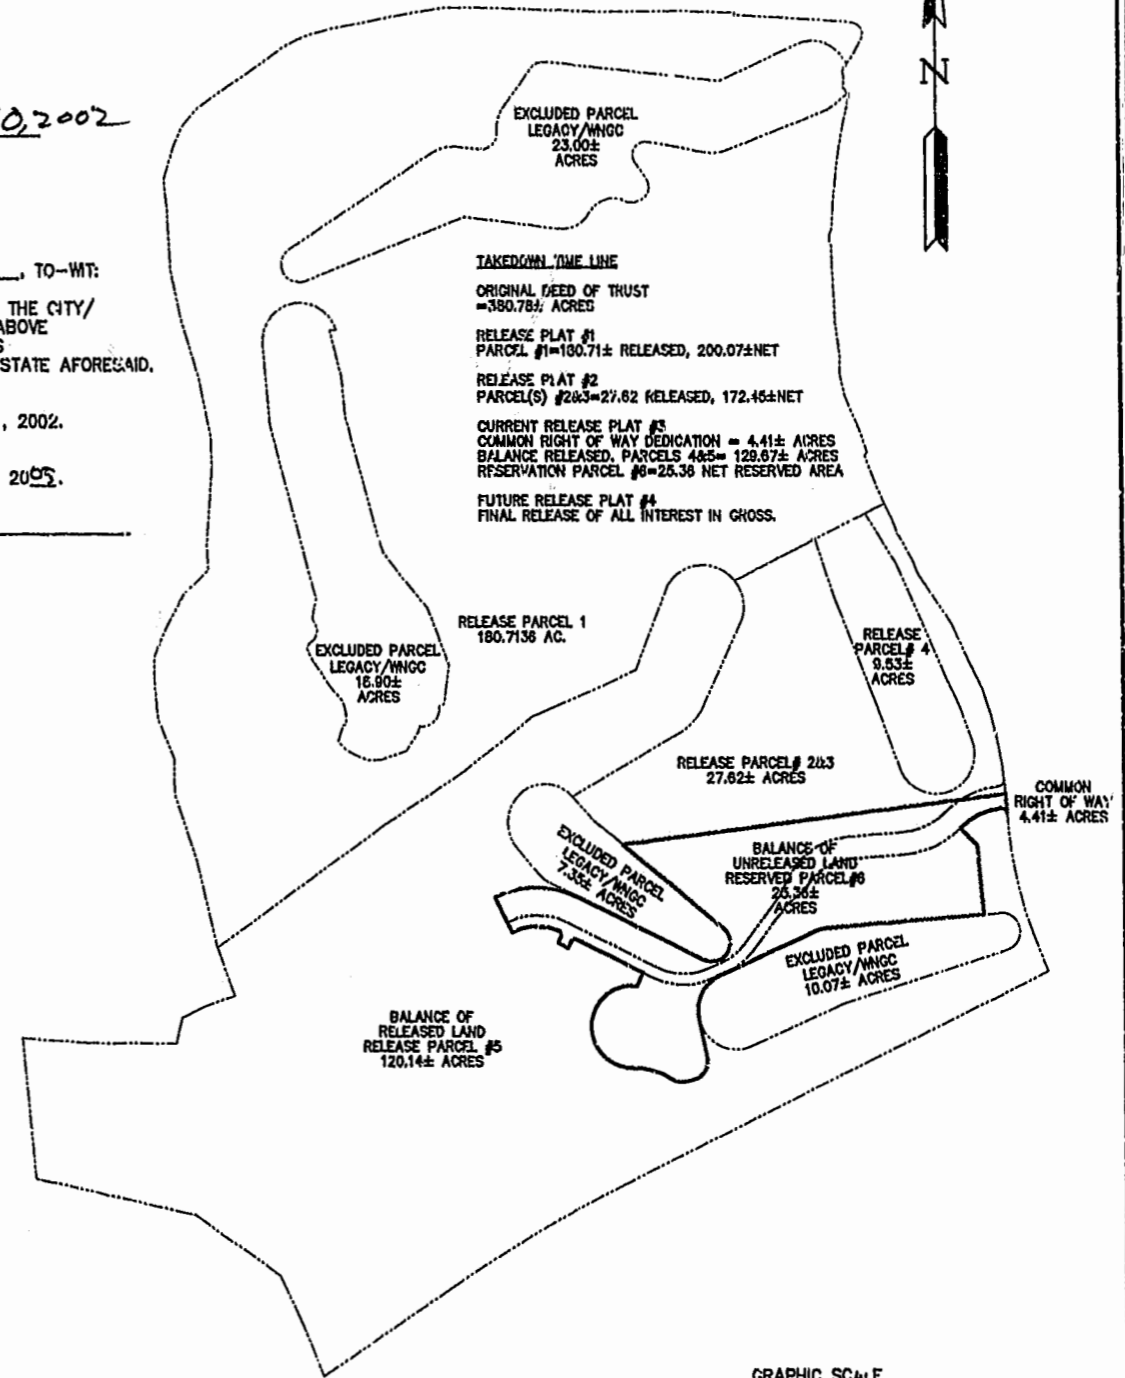 0,2002
N
, TO-WIT:
THE CITY/
ABOVE
STATE AFORESAID.
, 2002.
2005.
EXCLUDED PARCEL
LEGACY/WNGC
23.00±
ACRES
TAKEDOWN TIME LINE
ORIGINAL DEED OF TRUST
=380.78± ACRES
RELEASE PLAT #1
PARCEL #1=180.71± RELEASED, 200.07±NET
RELEASE PLAT #2
PARCEL(S) #2&3=27.62 RELEASED, 172.45±NET
CURRENT RELEASE PLAT #3
COMMON RIGHT OF WAY DEDICATION = 4.41± ACRES
BALANCE RELEASED, PARCELS 4&5= 129.67± ACRES
RESERVATION PARCEL #6=25.36 NET RESERVED AREA
FUTURE RELEASE PLAT #4
FINAL RELEASE OF ALL INTEREST IN GROSS.
RELEASE PARCEL 1
180.7136 AC.
EXCLUDED PARCEL
LEGACY/WNGC
16.90±
ACRES
RELEASE
PARCEL# 4
9.53±
ACRES
RELEASE PARCEL# 2&3
27.62± ACRES
COMMON
RIGHT OF WAY
4.41± ACRES
EXCLUDED PARCEL
LEGACY/WNGC
7.35± ACRES
BALANCE OF
UNRELEASED LAND
RESERVED PARCEL#6
25.36±
ACRES
EXCLUDED PARCEL
LEGACY/WNGC
10.07± ACRES
BALANCE OF
RELEASED LAND
RELEASE PARCEL #5
120.14± ACRES
GRAPHIC SCALE